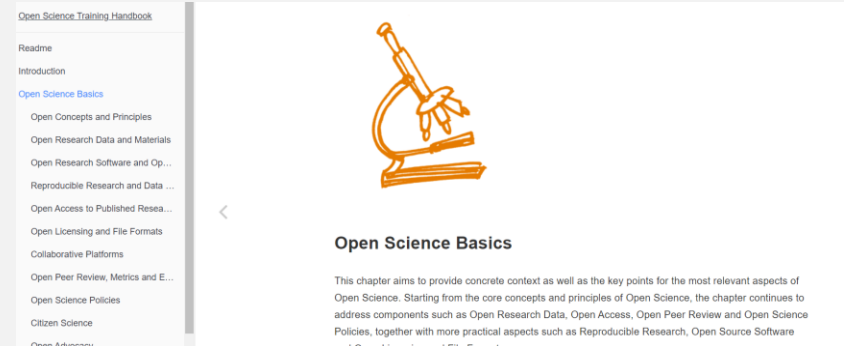 Open Science Training Handbook
Readme
Introduction
Open Science Basics
Open Concepts and Principles
Open Research Data and Materials
Open Research Software and Op...
Reproducible Research and Data ...
Open Access to Published Resea...
Open Licensing and File Formats
Collaborative Platforms
Open Peer Review, Metrics and E...
Open Science Policies
Citizen Science
Open Advocacy
Open Science Basics
This chapter aims to provide concrete context as well as the key points for the most relevant aspects of
Open Science. Starting from the core concepts and principles of Open Science, the chapter continues to
address components such as Open Research Data, Open Access, Open Peer Review and Open Science
Policies, together with more practical aspects such as Reproducible Research, Open Source Software